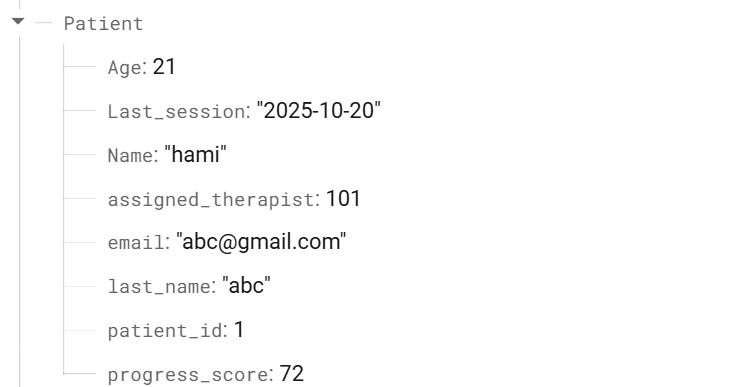 Patient
Age: 21
Last_session: "2025-10-20"
Name: "hami"
assigned_therapist: 101
email: "abc@gmail.com"
last_name: "abc"
patient_id: 1
progress_score: 72